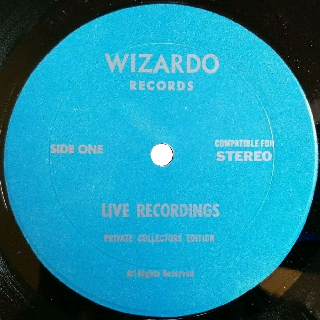 WIZARDO
RECORDS
SIDE ONE
COMPATIBLE FOR
STEREO
LIVE RECORDINGS
PRIVATE COLLECTORS EDITION
All Rights Reserved